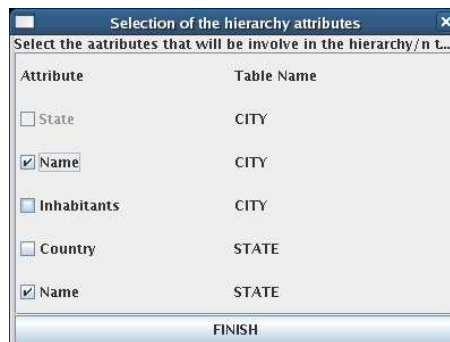 Selection of the hierarchy attributes
Select the aatributes that will be involve in the hierarchy/n t...
Attribute Table Name
State CITY
Name CITY
Inhabitants CITY
Country STATE
Name STATE
FINISH